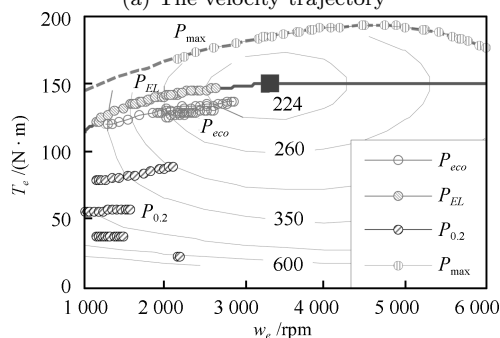 (a) The velocity trajectory
200
150
100
50
0
T_e /(N · m)
P_max
P_EL
P_eco
P_0.2
224
260
350
600
P_eco
P_EL
P_0.2
P_max
1 000 2 000 3 000 4 000 5 000 6 000
w_e /rpm